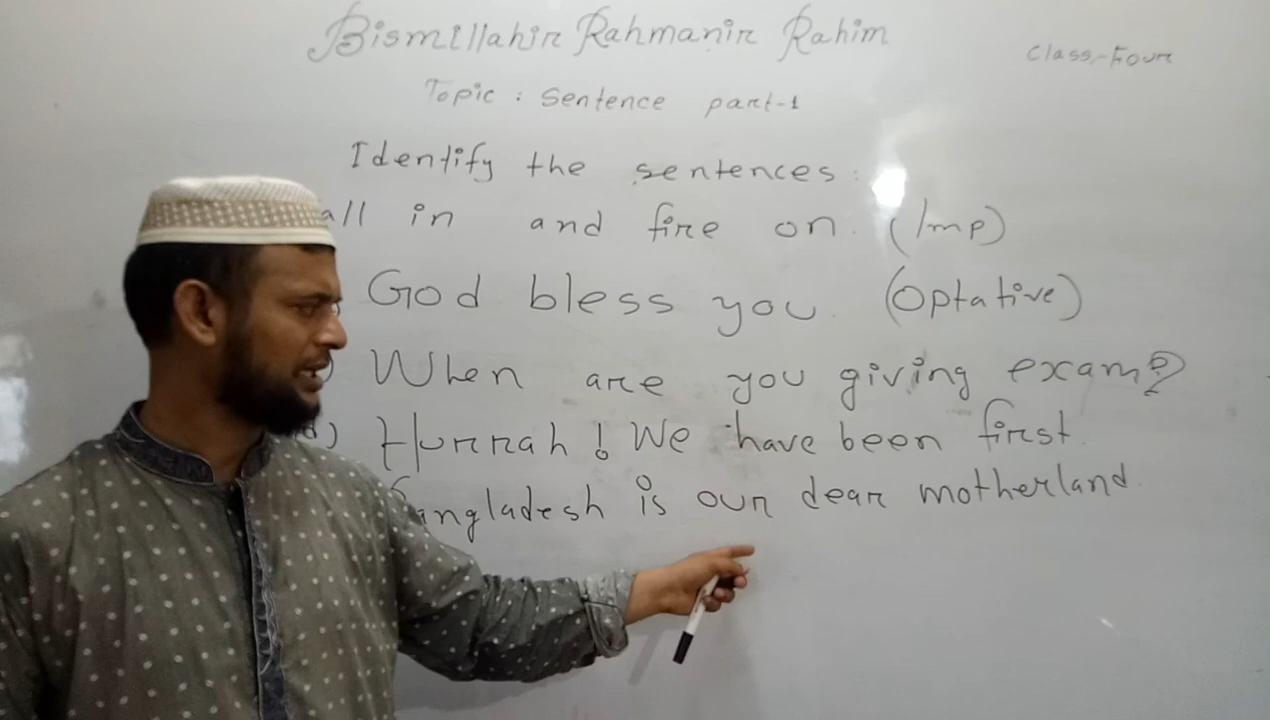 Bismillahir Rahmanir Rahim
Class-Four
Topic : Sentence part-1
Identify the sentences :
all in and fire on. (Imp)
God bless you. (Optative)
When are you giving exam?
d) Hurrah! We have been first.
Bangladesh is our dear motherland.